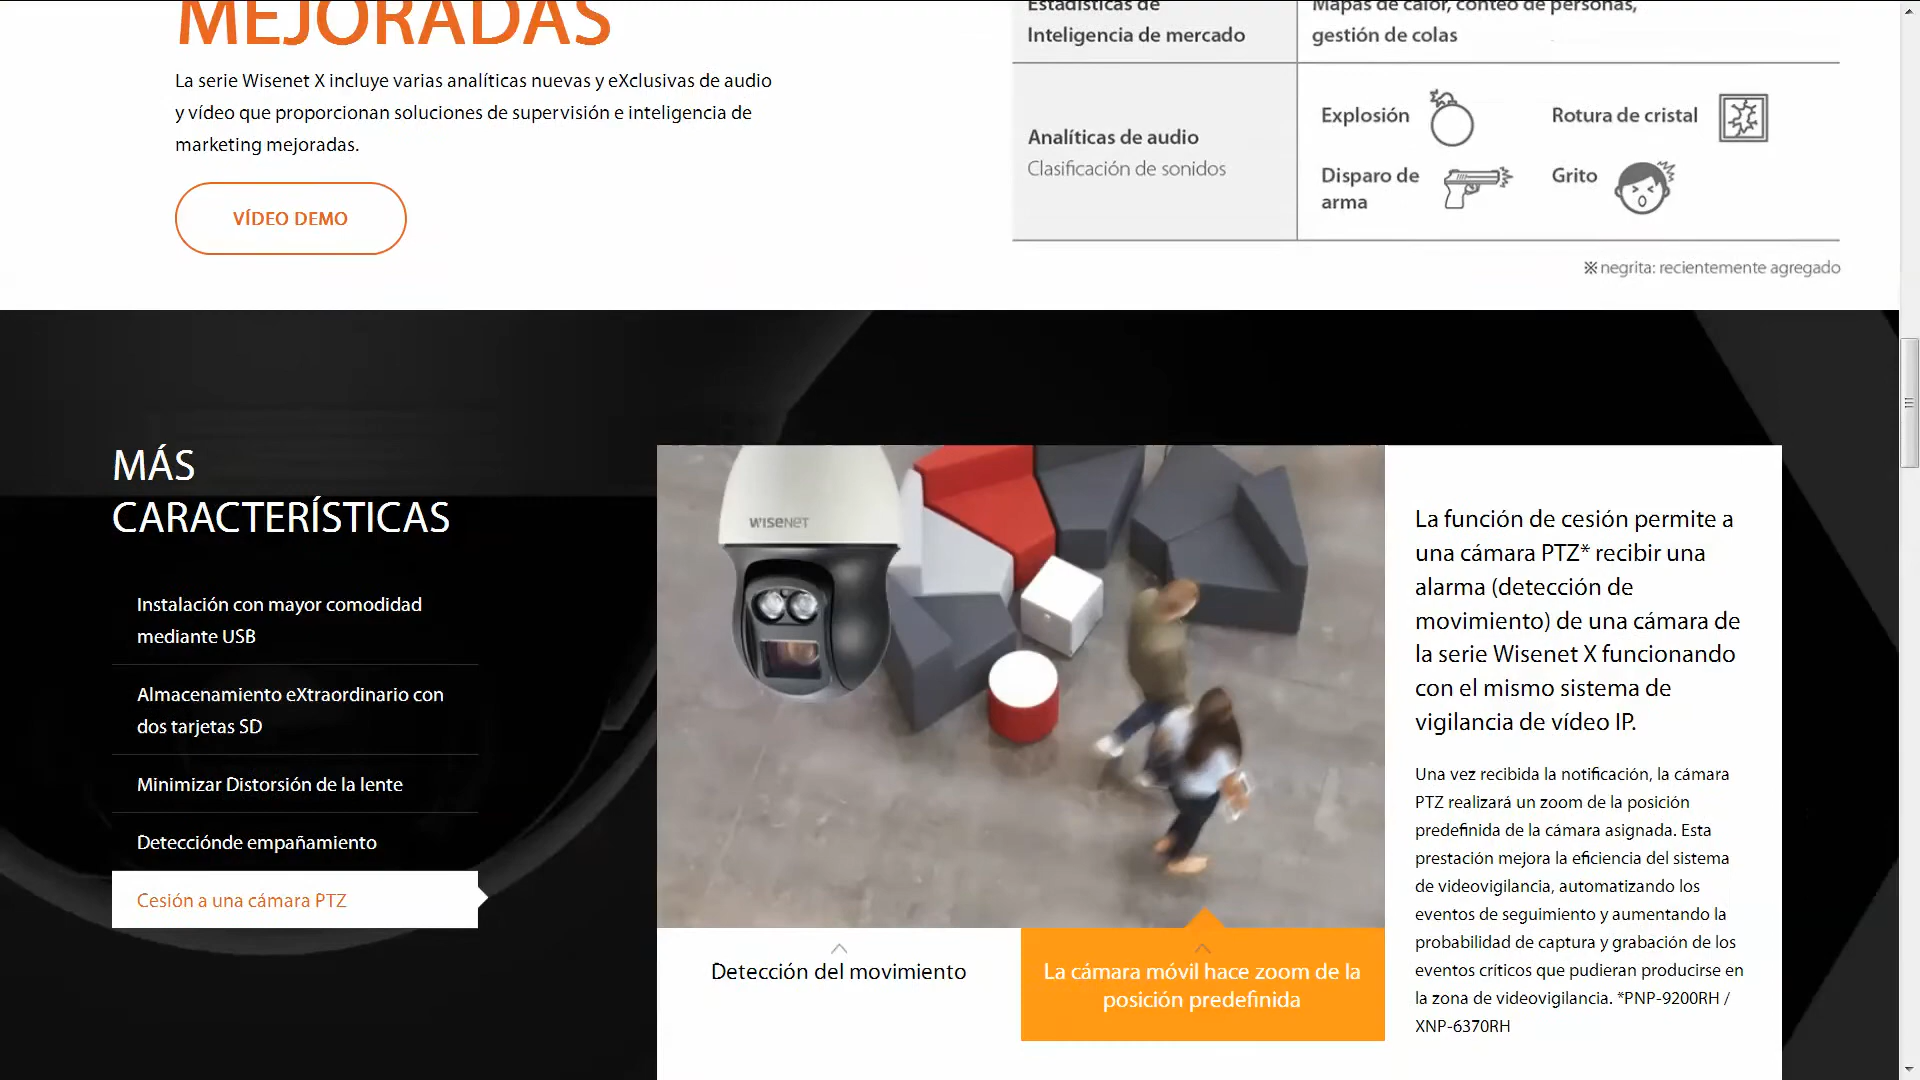 MEJORADAS
La serie Wisenet X incluye varias analíticas nuevas y eXclusivas de audio
y vídeo que proporcionan soluciones de supervisión e inteligencia de
marketing mejoradas.
VÍDEO DEMO
Estadísticas de
Inteligencia de mercado
Mapas de calor, conteo de personas,
gestión de colas
Analíticas de audio
Clasificación de sonidos
Explosión
Rotura de cristal
Disparo de
arma
Grito
※ negrita: recientemente agregado
MÁS
CARACTERÍSTICAS
Instalación con mayor comodidad
mediante USB
Almacenamiento eXtraordinario con
dos tarjetas SD
Minimizar Distorsión de la lente
Detecciónde empañamiento
Cesión a una cámara PTZ
WISENET
Detección del movimiento
La cámara móvil hace zoom de la
posición predefinida
La función de cesión permite a
una cámara PTZ* recibir una
alarma (detección de
movimiento) de una cámara de
la serie Wisenet X funcionando
con el mismo sistema de
vigilancia de vídeo IP.
Una vez recibida la notificación, la cámara
PTZ realizará un zoom de la posición
predefinida de la cámara asignada. Esta
prestación mejora la eficiencia del sistema
de videovigilancia, automatizando los
eventos de seguimiento y aumentando la
probabilidad de captura y grabación de los
eventos críticos que pudieran producirse en
la zona de videovigilancia. *PNP-9200RH /
XNP-6370RH